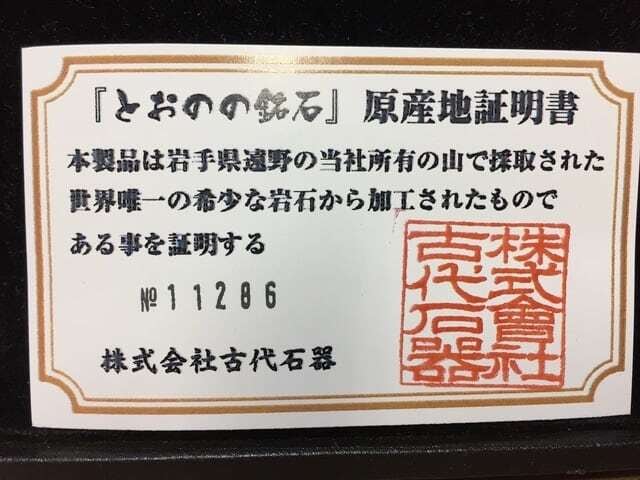 『とおのの銘石』原産地証明書
本製品は岩手県遠野の当社所有の山で採取された
世界唯一の希少な岩石から加工されたもので
ある事を証明する
№11286
株式会社古代石器
株式會社
古代石器